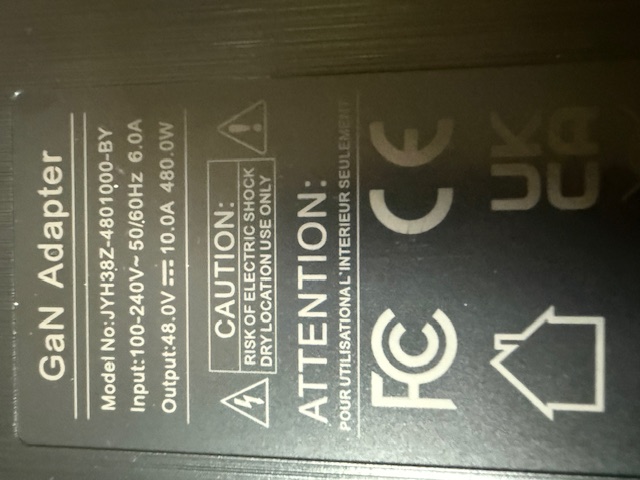 GaN Adapter
Model No:JYH38Z-4801000-BY
Input:100-240V~50/60Hz 6.0A
Output:48.0V⎓10.0A 480.0W
CAUTION:
RISK OF ELECTRIC SHOCK
DRY LOCATION USE ONLY
ATTENTION:
POUR UTILISATIONAL'INTERIEUR SEULEMENT
FC CE
UK
CA